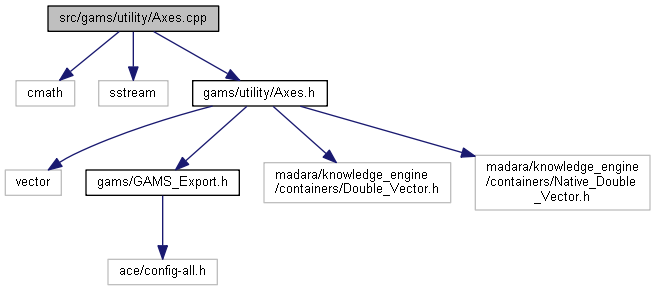 src/gams/utility/Axes.cpp
cmath
sstream
gams/utility/Axes.h
vector
gams/GAMS_Export.h
madara/knowledge_engine
/containers/Double_Vector.h
madara/knowledge_engine
/containers/Native_Double
_Vector.h
ace/config-all.h